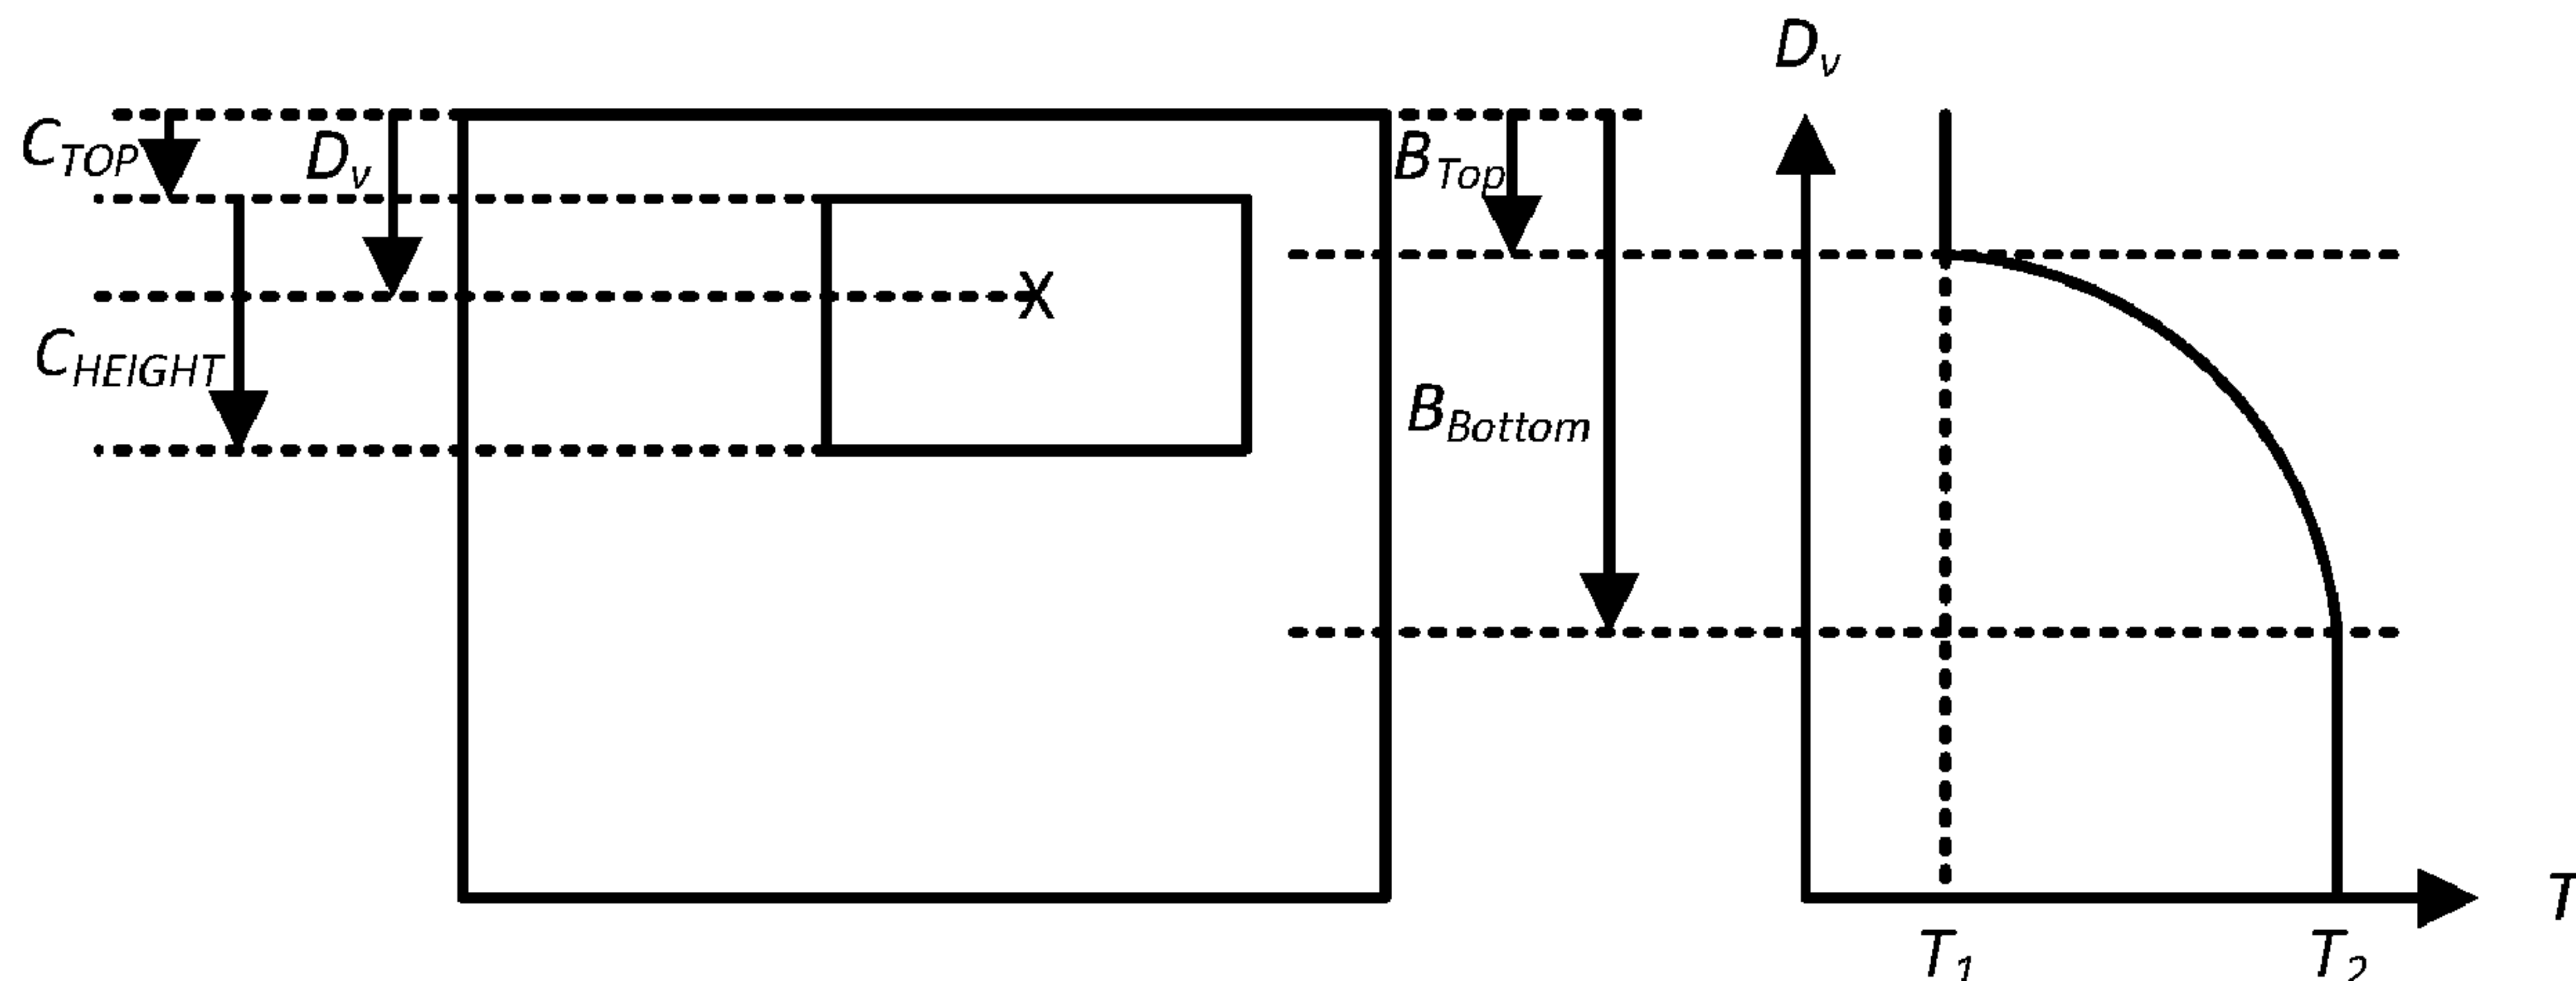 D_v
C_TOP
D_v
B_Top
X
C_HEIGHT
B_Bottom
T
T_1
T_2